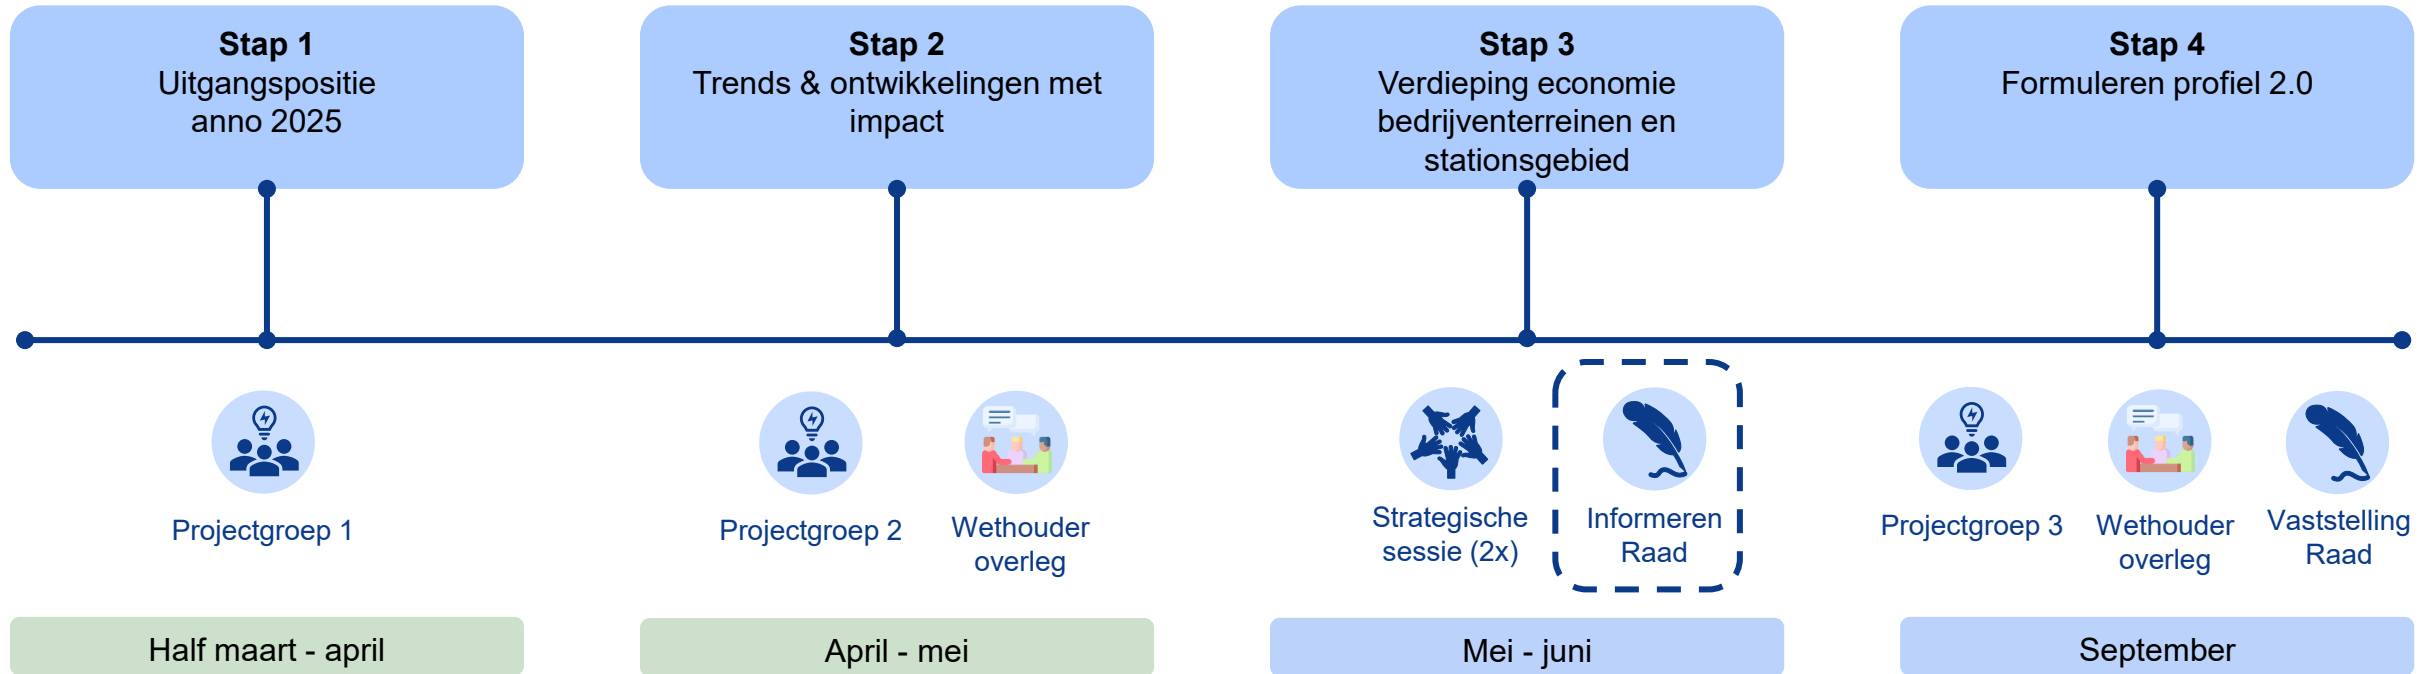 Stap 1
Uitgangspositie
anno 2025
Stap 2
Trends & ontwikkelingen met
impact
Stap 3
Verdieping economie
bedrijventerreinen en
stationsgebied
Stap 4
Formuleren profiel 2.0
Projectgroep 1
Projectgroep 2
Wethouder
overleg
Strategische
sessie (2x)
Informeren
Raad
Projectgroep 3
Wethouder
overleg
Vaststelling
Raad
Half maart - april
April - mei
Mei - juni
September